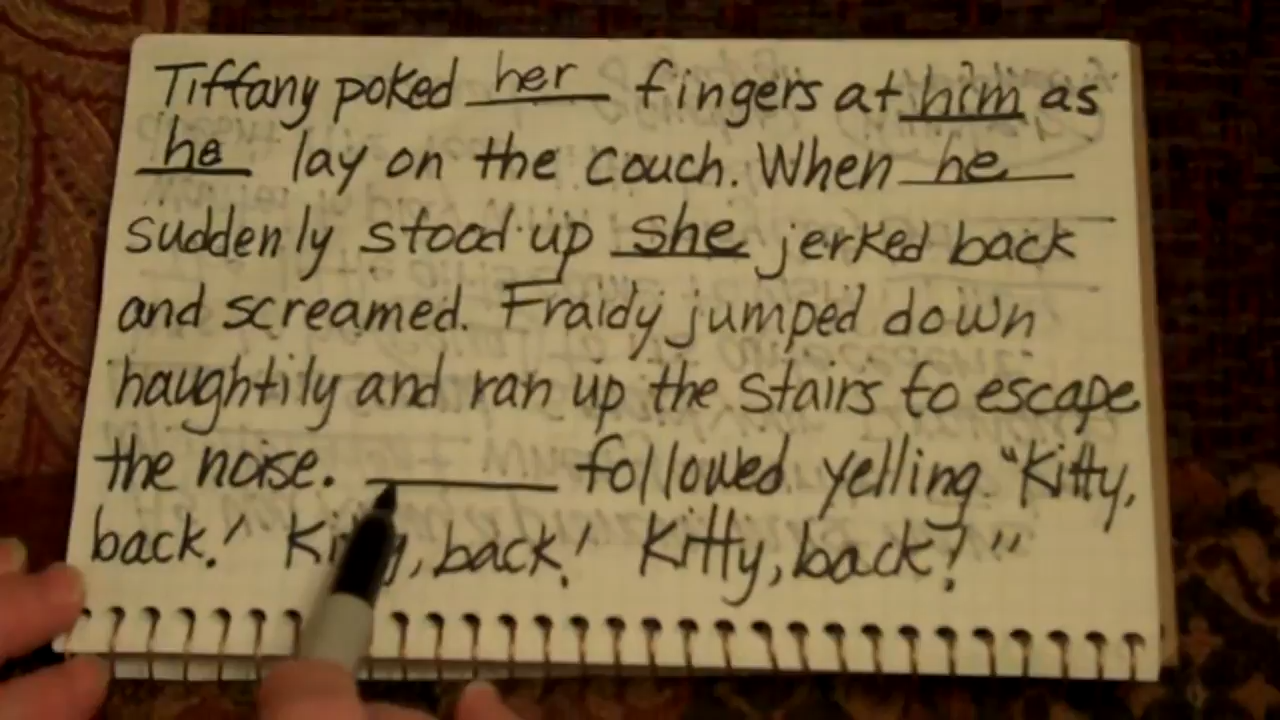 Tiffany poked her fingers at him as
he lay on the couch. When he
suddenly stood up she jerked back
and screamed. Fraidy jumped down
haughtily and ran up the stairs to escape
the noise. ______ followed yelling "Kitty,
back! Kitty, back! Kitty, back?"